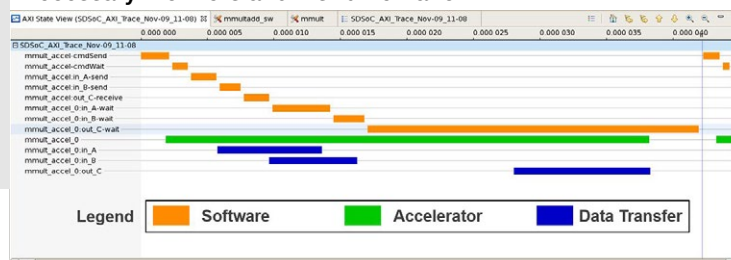 AXI State View (SDSoC_AXI_Trace_Nov-09_11-08) mmultadd_sw mmult SDSoC_AXI_Trace_Nov-09_11-08
0.000 000 0.000 005 0.000 010 0.000 015 0.000 020 0.000 025 0.000 030 0.000 035 0.000 040
SDSoC_AXI_Trace_Nov-09_11-08
mmult_accel-cmdSend
mmult_accel-cmdWait
mmult_accel:in_A-send
mmult_accel:in_B-send
mmult_accel:out_C-receive
mmult_accel_0:in_A-wait
mmult_accel_0:in_B-wait
mmult_accel_0:out_C-wait
mmult_accel_0
mmult_accel_0:in_A
mmult_accel_0:in_B
mmult_accel_0:out_C
Legend Software Accelerator Data Transfer